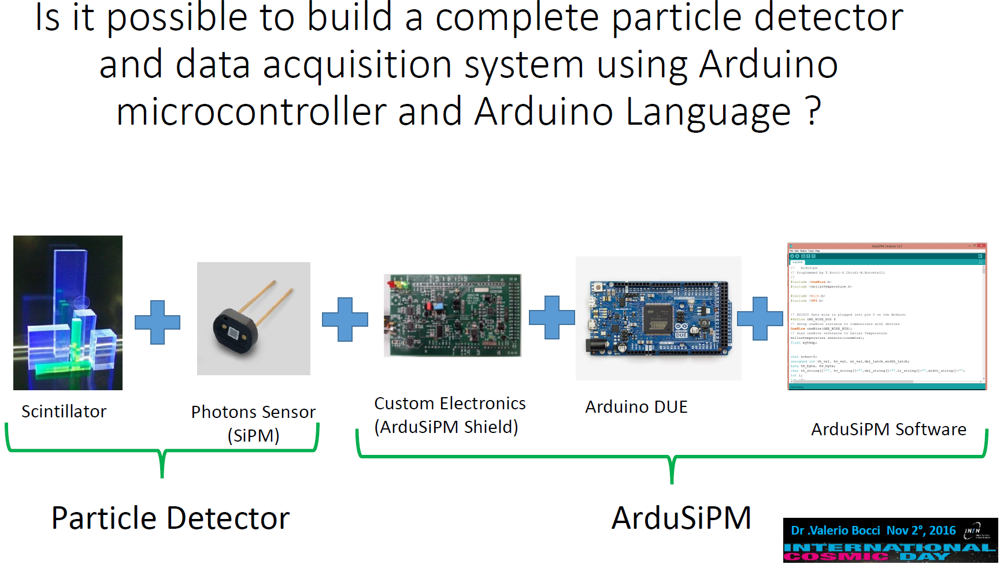 Is it possible to build a complete particle detector
and data acquisition system using Arduino
microcontroller and Arduino Language ?
ArduSiPM | Arduino 1.6.7
File Edit Sketch Tools Help
ArduSiPM
// ArduSipm
// Programmed by V.Bocci-G.Chiodi-M.Nuccetelli
//
#include <OneWire.h>
#include <DallasTemperature.h>
#include <Wire.h>
#include <SPI.h>
// DS1820 Data wire is plugged into pin 8 on the Arduino
#define ONE_WIRE_BUS 8
// Setup oneWire instance to communicate with devices
OneWire oneWire(ONE_WIRE_BUS);
// Pass oneWire reference to Dallas Temperature
DallasTemperature sensors(&oneWire);
float myTemp;
char schar=0;
unsigned int th_val, hv_val, st_val,del_latch,width_latch;
byte th_byte, hv_byte;
char th_string[]="", hv_string[]="",del_string[]="",tr_string[]="",width_string[]="";
int i;
ATMEL
ARDUINO
DUE
Scintillator
Photons Sensor
(SiPM)
Custom Electronics
(ArduSiPM Shield)
Arduino DUE
ArduSiPM Software
Particle Detector
ArduSiPM
Dr .Valerio Bocci Nov 2°, 2016
INFN
INTERNATIONAL
COSMIC DAY